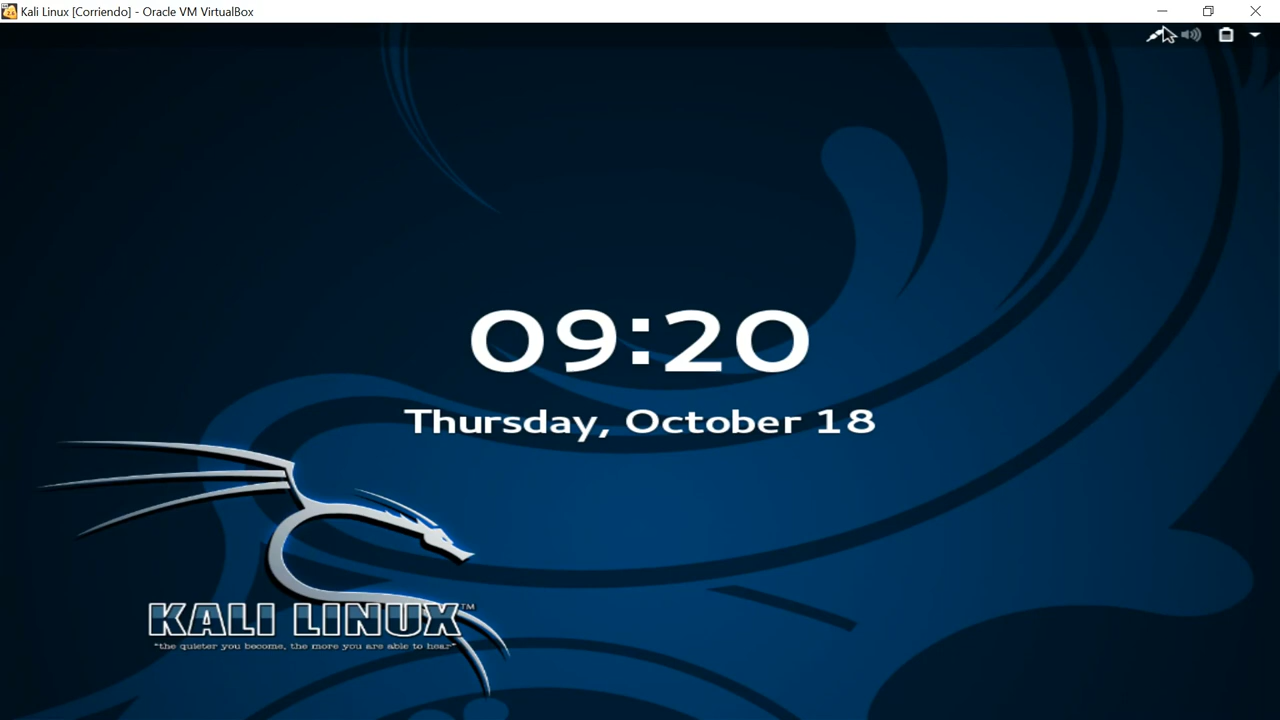 Kali Linux [Corriendo] - Oracle VM VirtualBox
09:20
Thursday, October 18
KALI LINUX™
"the quieter you become, the more you are able to hear"